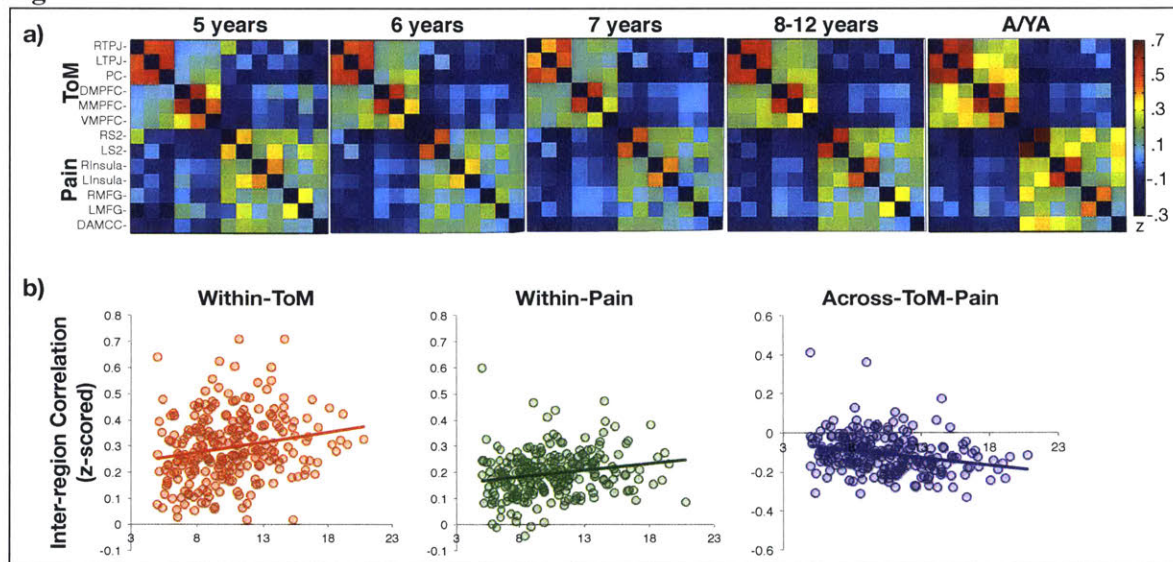 5 years 6 years 7 years 8-12 years A/YA
a)
ToM
RTPJ-
LTPJ-
PC-
DMPFC-
MMPFC-
VMPFC-
Pain
RS2-
LS2-
RInsula-
LInsula-
RMFG-
LMFG-
DAMCC-
.7
.5
.3
.1
-.1
-.3
z
b)
Inter-region Correlation
(z-scored)
Within-ToM
0.8
0.7
0.6
0.5
0.4
0.3
0.2
0.1
0
-0.1
3 8 13 18 23
Within-Pain
0.8
0.7
0.6
0.5
0.4
0.3
0.2
0.1
0
-0.1
3 8 13 18 23
Across-ToM-Pain
0.6
0.4
0.2
0
3 18 23
-0.2
-0.4
-0.6